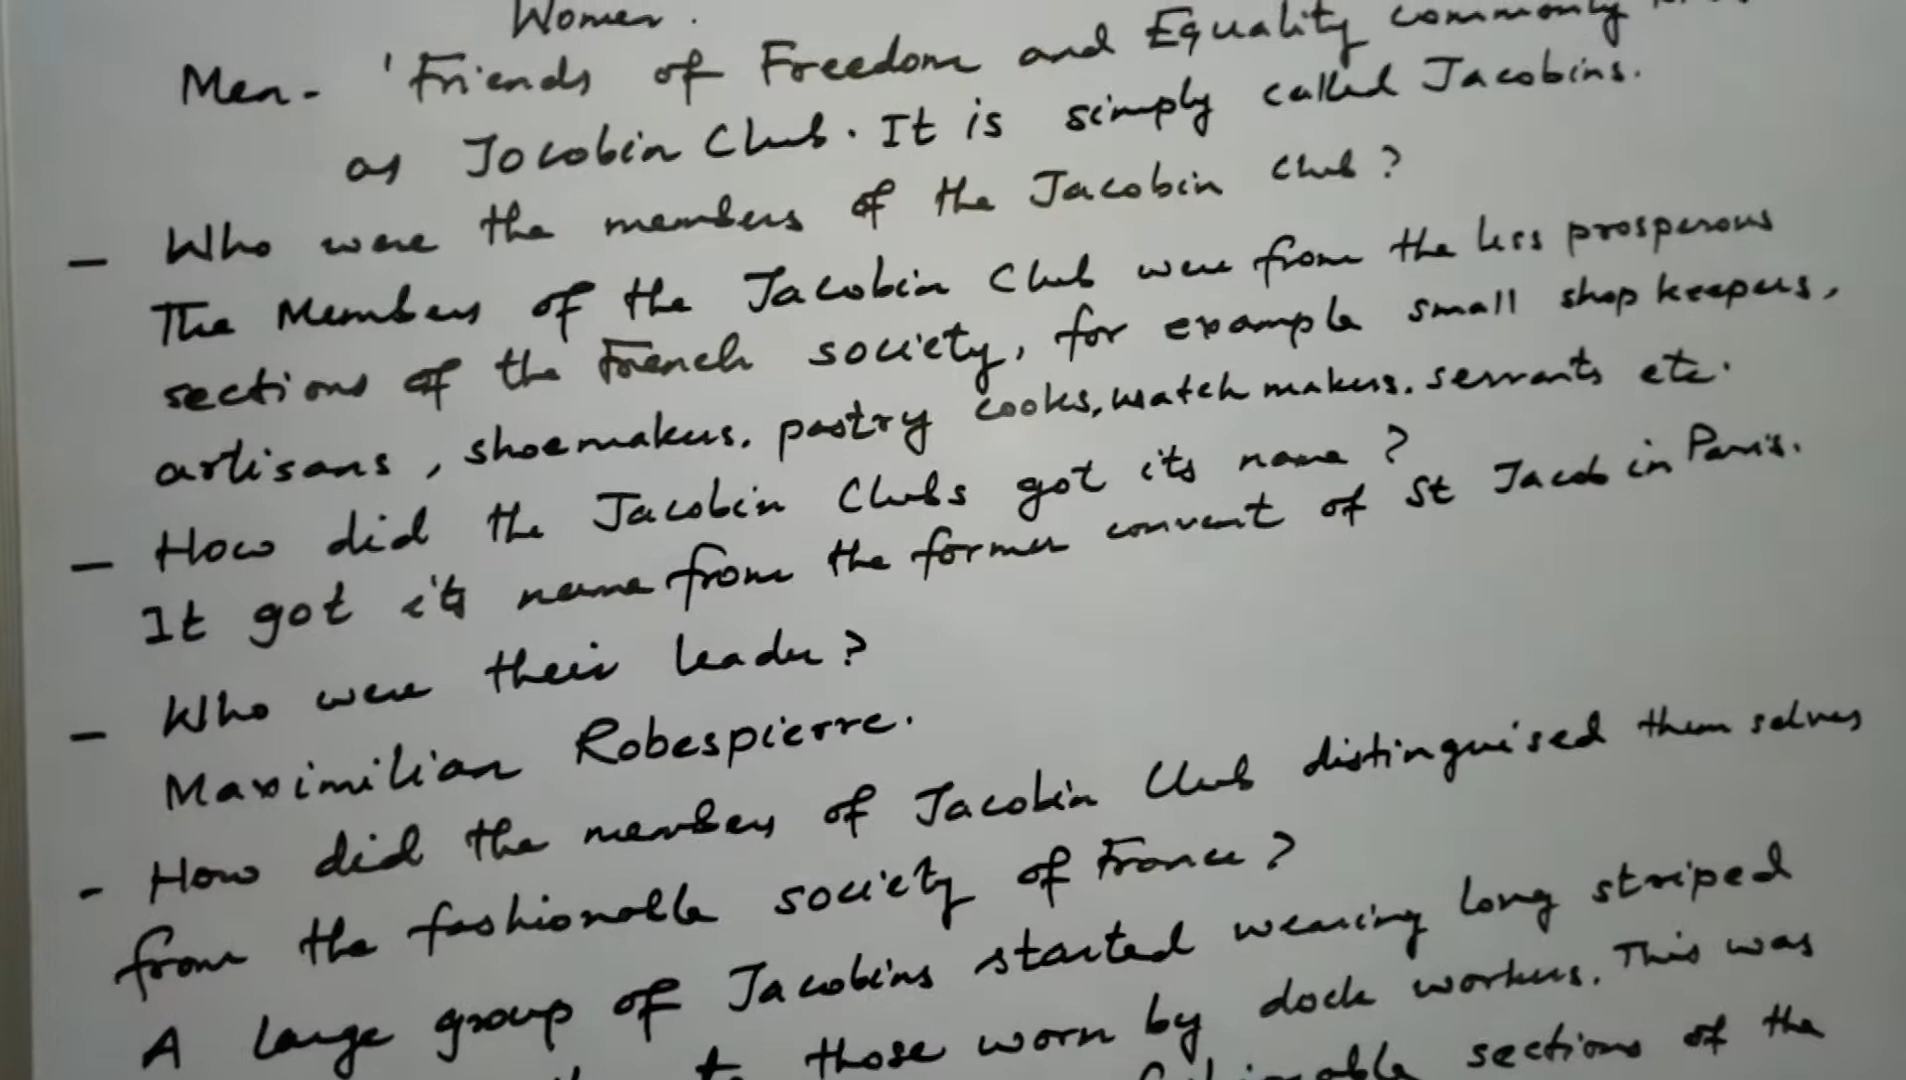 Women.
Men - 'Friends of Freedom and Equality commonly
as Jocobin Club. It is simply called Jacobins.
— Who were the members of the Jacobin Club?
The Members of the Jacobin Club were from the less prosperous
sections of the French society, for example small shop keepers,
artisans, shoemakers, pastry cooks, watch makers, servants etc.
— How did the Jacobin Clubs got its name?
It got its name from the former convent of St Jacob in Paris.
— Who were their leader?
Maximilian Robespierre.
- How did the members of Jacobin Club distinguised them selves
from the fashionable society of France?
A large group of Jacobins started wearing long striped
those worn by dock workers. This was
sections of the